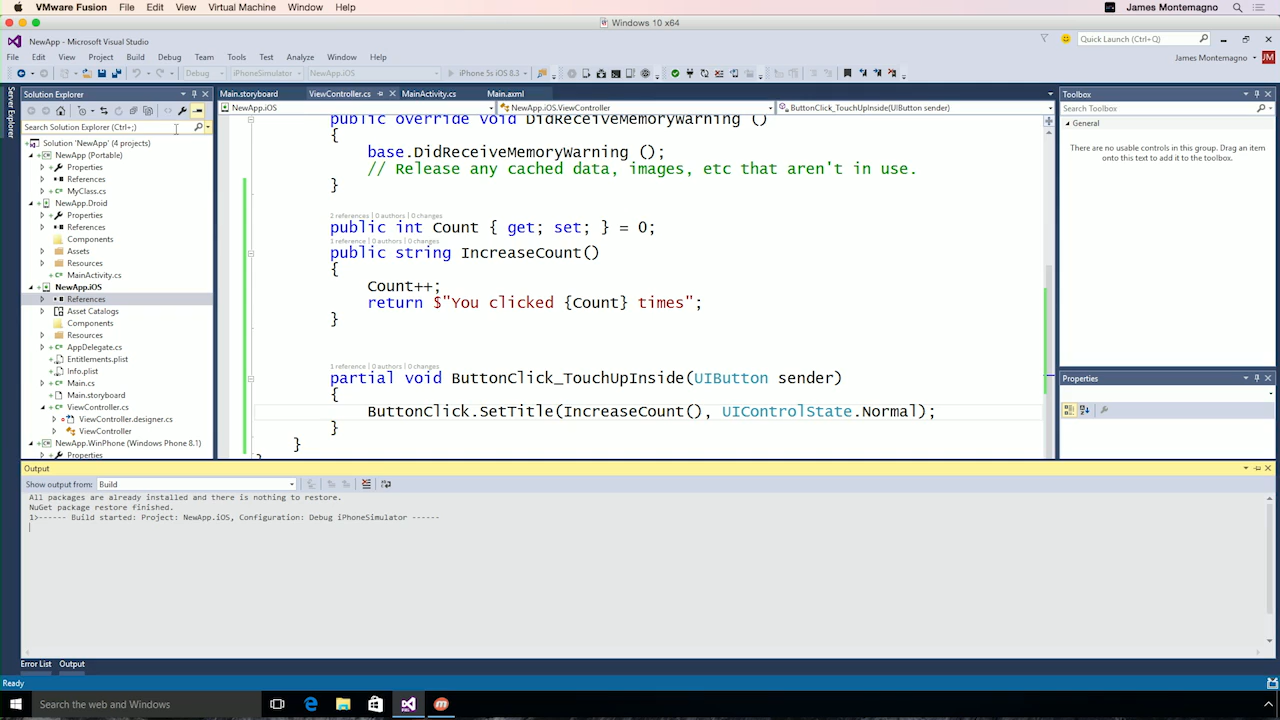 VMware Fusion File Edit View Virtual Machine Window Help James Montemagno
Windows 10 x64
NewApp - Microsoft Visual Studio Quick Launch (Ctrl+Q)
File Edit View Project Build Debug Team Tools Test Analyze Window Help James Montemagno JM
Debug iPhoneSimulator NewApp.iOS iPhone 5s iOS 8.3
Server Explorer
Solution Explorer
Search Solution Explorer (Ctrl+;)
Solution 'NewApp' (4 projects)
NewApp (Portable)
Properties
References
MyClass.cs
NewApp.Droid
Properties
References
Components
Assets
Resources
MainActivity.cs
NewApp.iOS
References
Asset Catalogs
Components
Resources
AppDelegate.cs
Entitlements.plist
Info.plist
Main.cs
Main.storyboard
ViewController.cs
ViewController.designer.cs
ViewController
NewApp.WinPhone (Windows Phone 8.1)
Properties
Main.storyboard ViewController.cs MainActivity.cs Main.axml
NewApp.iOS NewApp.iOS.ViewController ButtonClick_TouchUpInside(UIButton sender)
public override void DidReceiveMemoryWarning ()
{
base.DidReceiveMemoryWarning ();
// Release any cached data, images, etc that aren't in use.
}
2 references | 0 authors | 0 changes
public int Count { get; set; } = 0;
1 reference | 0 authors | 0 changes
public string IncreaseCount()
{
Count++;
return $"You clicked {Count} times";
}
1 reference | 0 authors | 0 changes
partial void ButtonClick_TouchUpInside(UIButton sender)
{
ButtonClick.SetTitle(IncreaseCount(), UIControlState.Normal);
}
}
Toolbox
Search Toolbox
General
There are no usable controls in this group. Drag an item
onto this text to add it to the toolbox.
Properties
Output
Show output from: Build
All packages are already installed and there is nothing to restore.
NuGet package restore finished.
1>------ Build started: Project: NewApp.iOS, Configuration: Debug iPhoneSimulator ------
Error List Output
Ready
Search the web and Windows